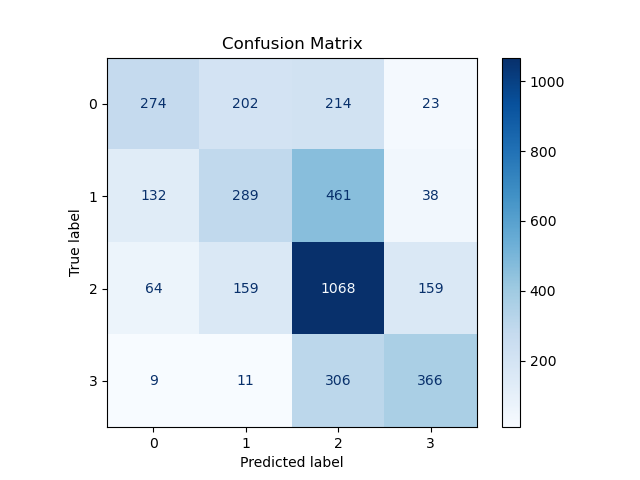 Confusion Matrix
True label
0 274 202 214 23
1 132 289 461 38
2 64 159 1068 159
3 9 11 306 366
0 1 2 3
Predicted label
1000
800
600
400
200